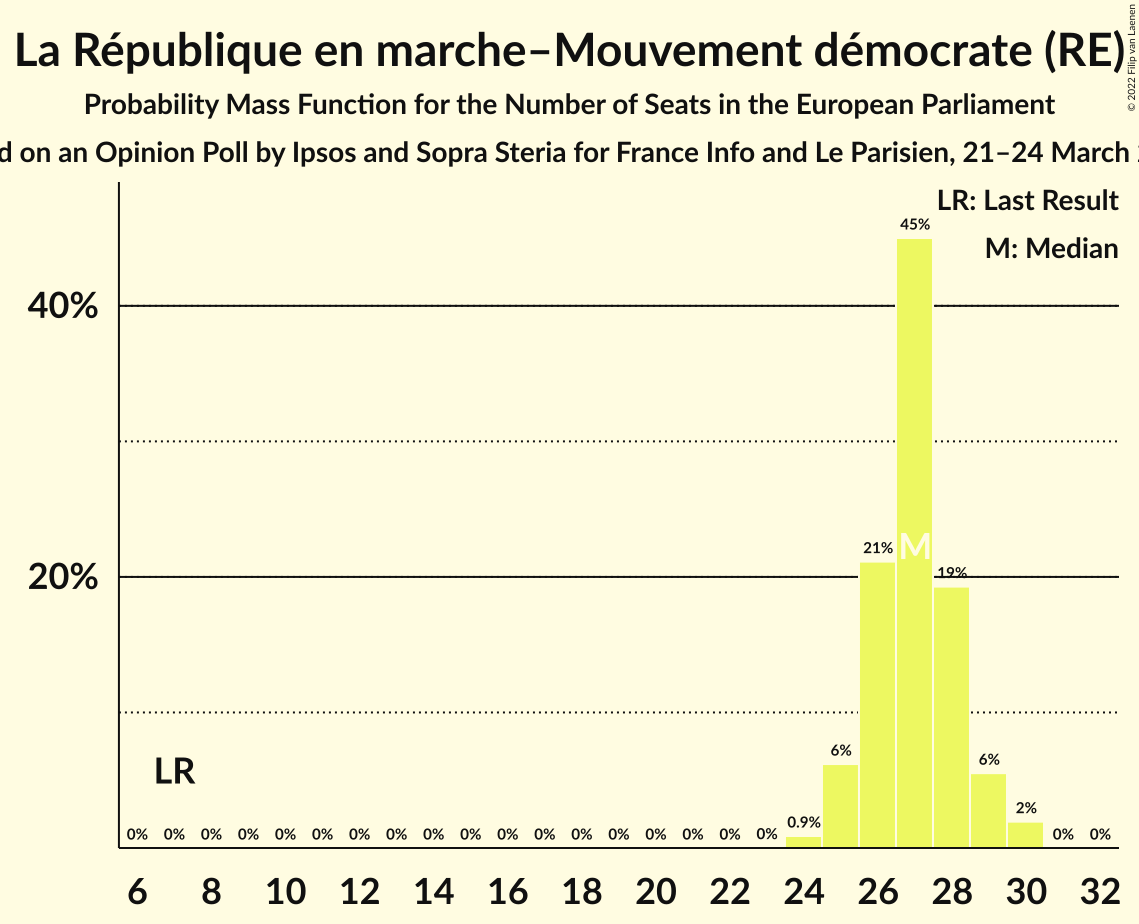 La République en marche–Mouvement démocrate (RE)
© 2022 Filip van Laenen
Probability Mass Function for the Number of Seats in the European Parliament
on an Opinion Poll by Ipsos and Sopra Steria for France Info and Le Parisien, 21–24 March
LR: Last Result
45%
M: Median
40%
21% M
20% 19%
LR
6% 6%
2%
0% 0% 0% 0% 0% 0% 0% 0% 0% 0% 0% 0% 0% 0% 0% 0% 0% 0% 0.9% 0% 0%
6 8 10 12 14 16 18 20 22 24 26 28 30 32